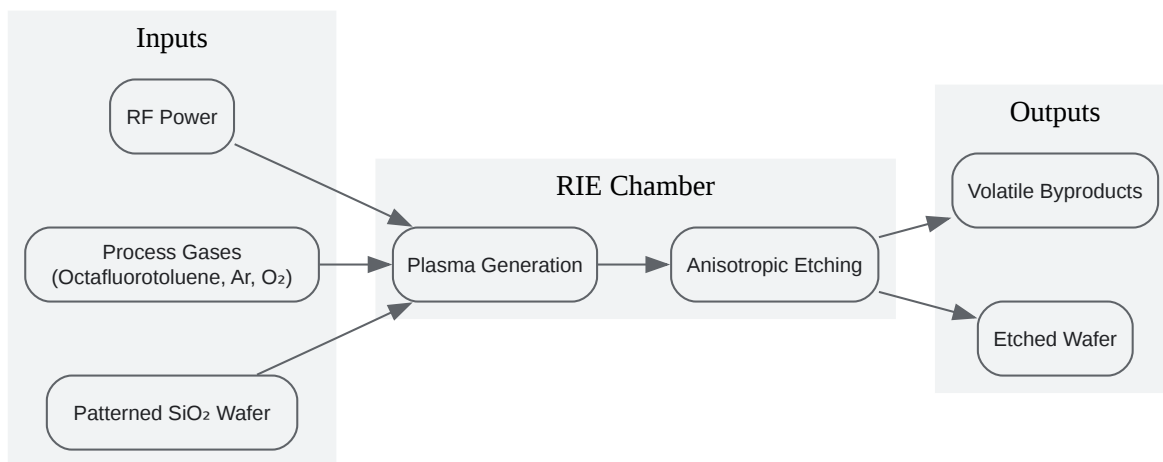 Inputs
RF Power
Process Gases
(Octafluorotoluene, Ar, O₂)
Patterned SiO₂ Wafer
RIE Chamber
Plasma Generation
Anisotropic Etching
Outputs
Volatile Byproducts
Etched Wafer